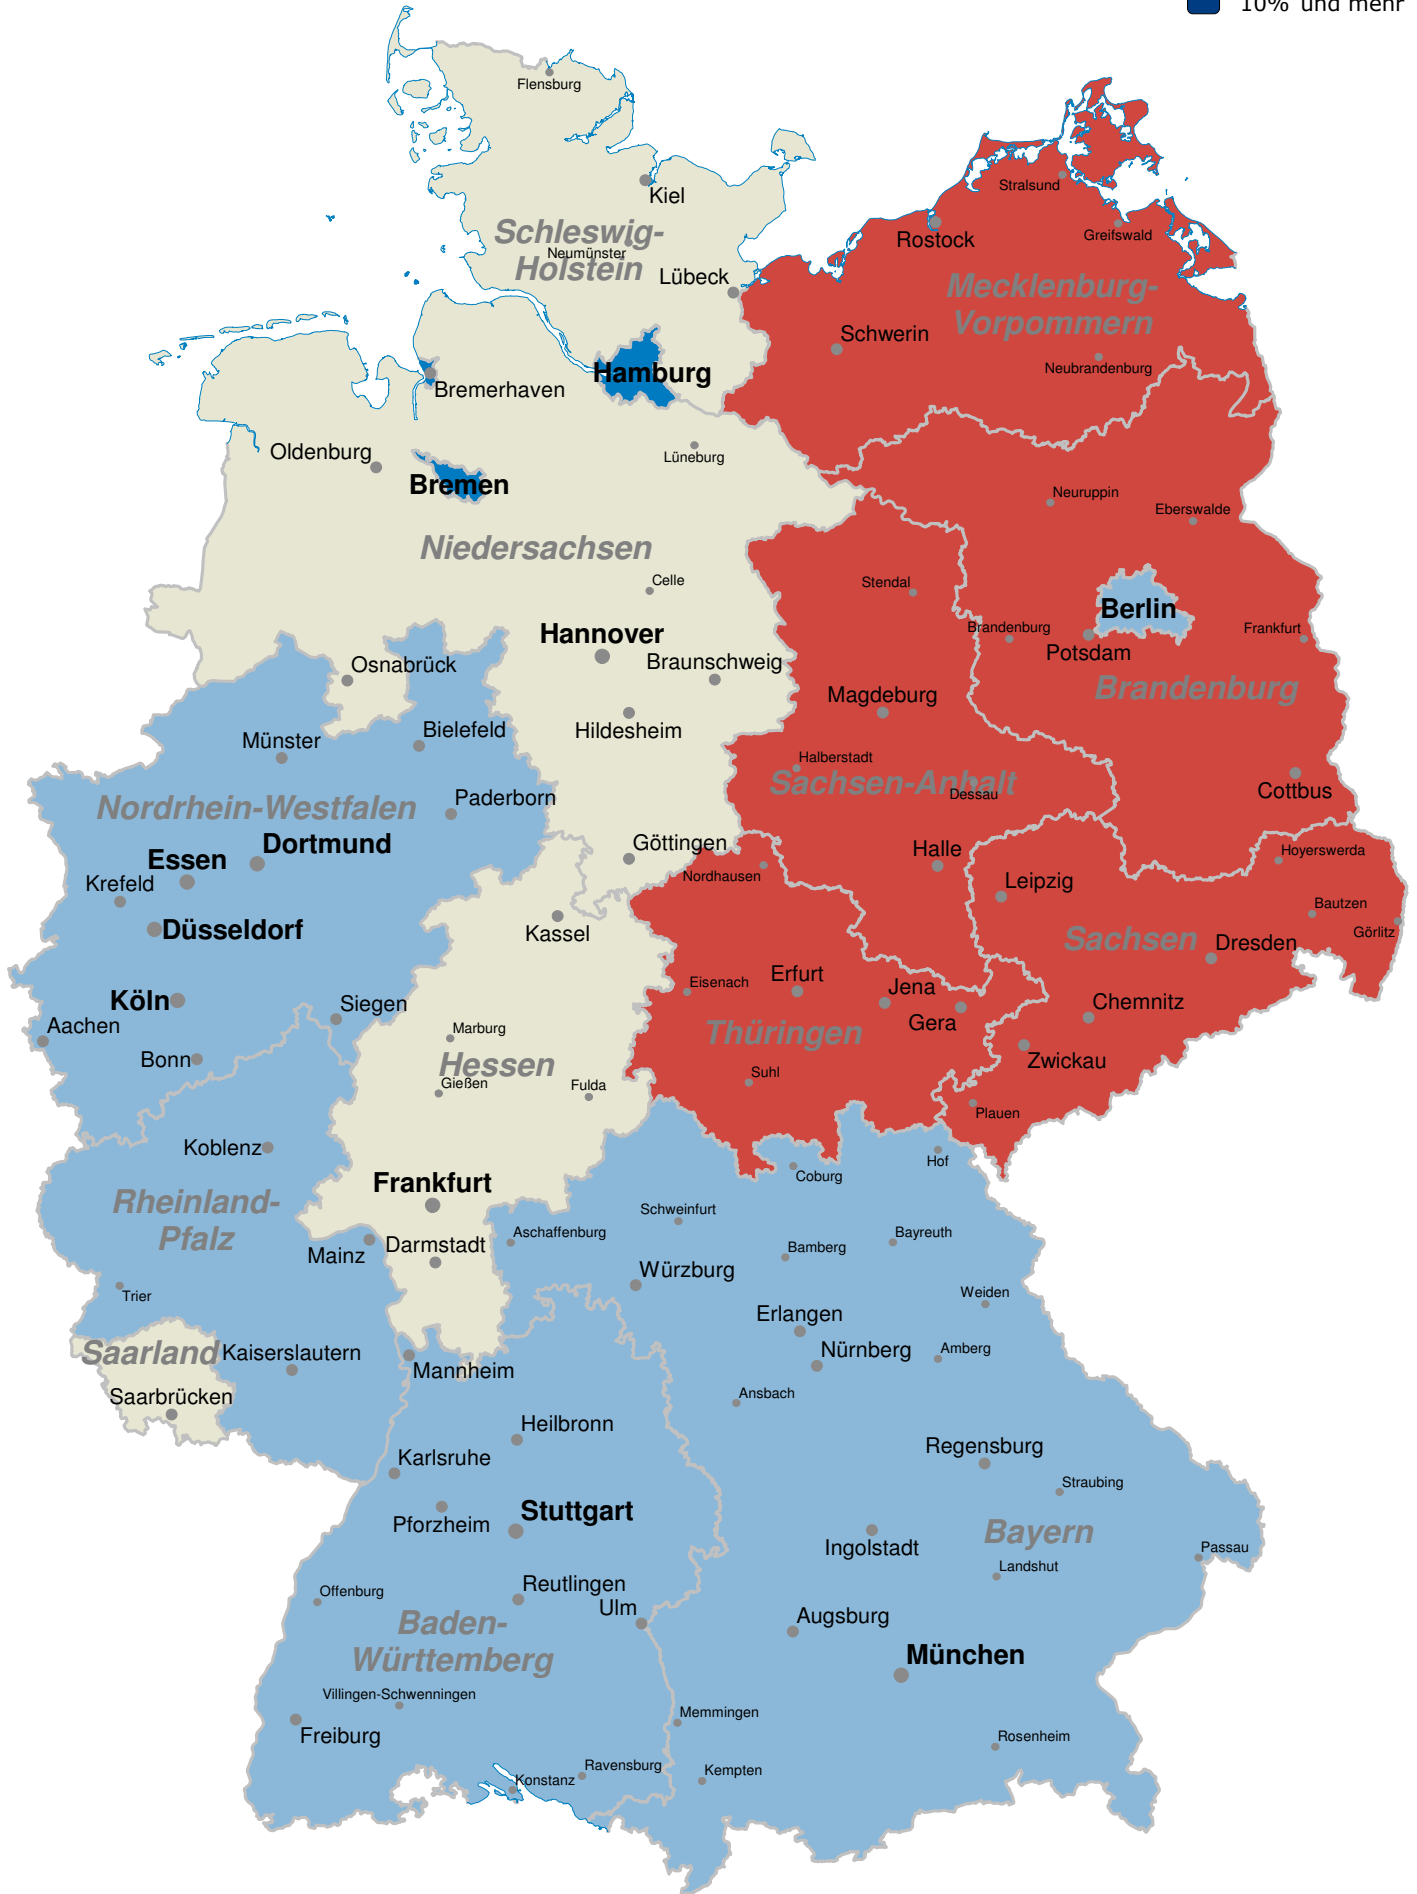 10% und mehr
Flensburg
Kiel
Schleswig-
Holstein
Neumünster
Lübeck
Stralsund
Rostock
Greifswald
Mecklenburg-
Vorpommern
Schwerin
Neubrandenburg
Hamburg
Bremerhaven
Oldenburg
Lüneburg
Bremen
Neuruppin
Eberswalde
Niedersachsen
Celle
Stendal
Berlin
Hannover
Brandenburg
Frankfurt
Potsdam
Osnabrück
Braunschweig
Brandenburg
Magdeburg
Hildesheim
Bielefeld
Münster
Halberstadt
Sachsen-Anhalt
Dessau
Cottbus
Nordrhein-Westfalen
Paderborn
Dortmund
Göttingen
Halle
Hoyerswerda
Essen
Krefeld
Nordhausen
Leipzig
Bautzen
Düsseldorf
Kassel
Görlitz
Sachsen
Dresden
Erfurt
Eisenach
Jena
Köln
Siegen
Chemnitz
Gera
Aachen
Marburg
Thüringen
Bonn
Hessen
Zwickau
Gießen
Fulda
Suhl
Plauen
Koblenz
Hof
Coburg
Frankfurt
Rheinland-
Pfalz
Schweinfurt
Aschaffenburg
Bayreuth
Mainz
Darmstadt
Bamberg
Würzburg
Trier
Weiden
Erlangen
Saarland
Kaiserslautern
Nürnberg
Amberg
Mannheim
Ansbach
Saarbrücken
Heilbronn
Regensburg
Karlsruhe
Straubing
Stuttgart
Pforzheim
Bayern
Ingolstadt
Passau
Landshut
Reutlingen
Offenburg
Ulm
Augsburg
Baden-
Württemberg
München
Villingen-Schwenningen
Memmingen
Freiburg
Rosenheim
Ravensburg
Kempten
Konstanz